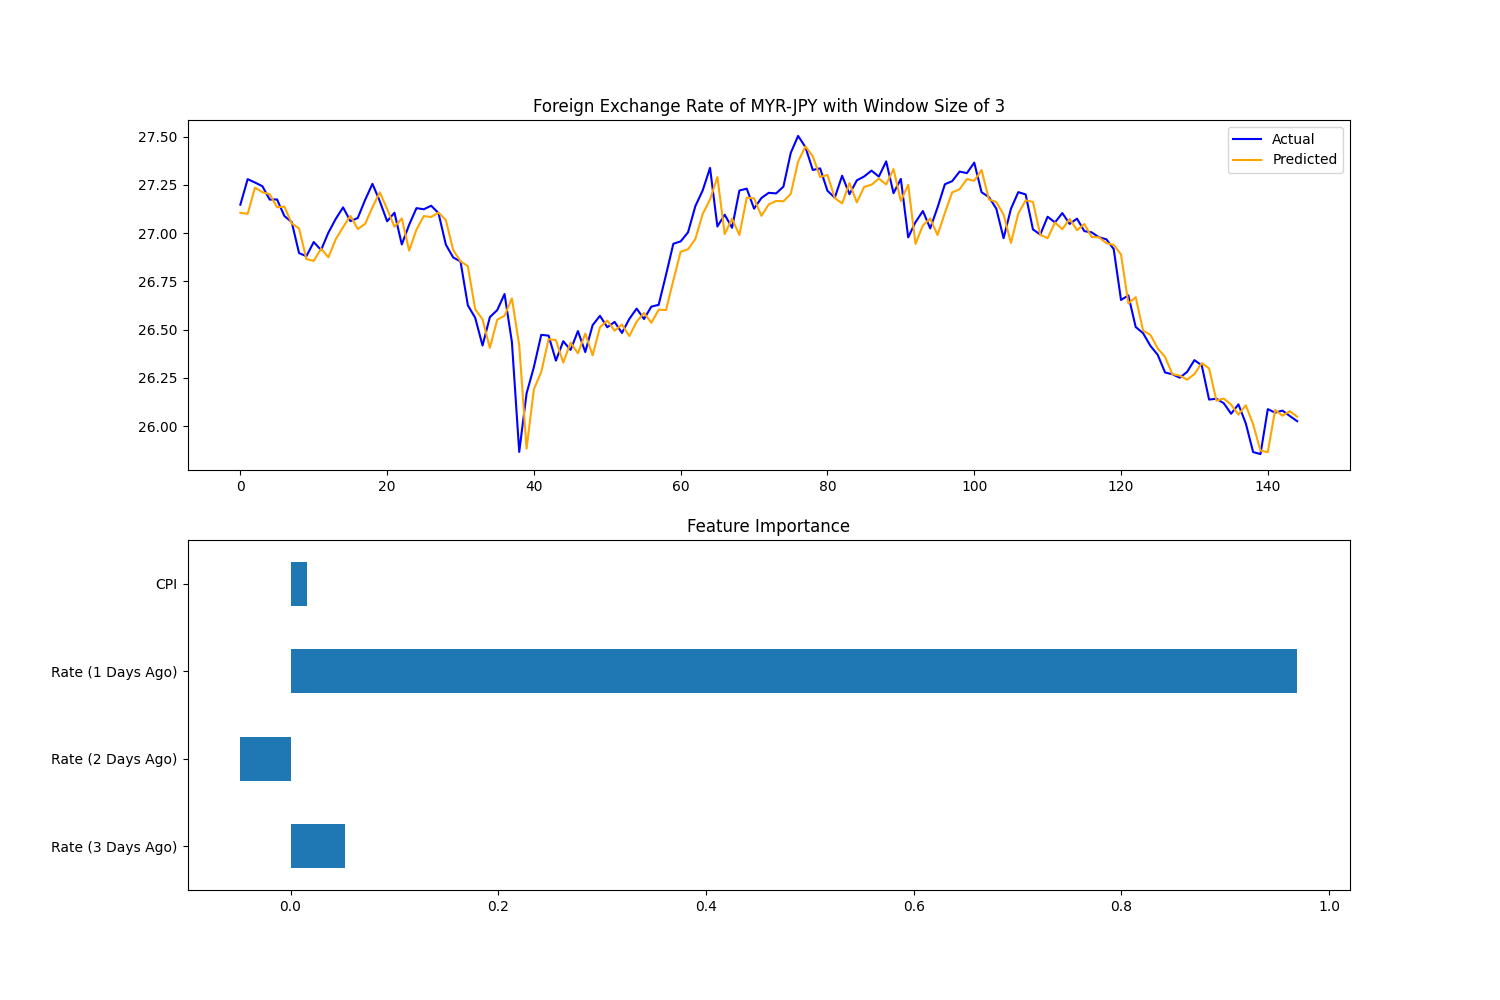 Foreign Exchange Rate of MYR-JPY with Window Size of 3
27.50
27.25
27.00
26.75
26.50
26.25
26.00
Actual
Predicted
0 20 40 60 80 100 120 140
Feature Importance
CPI
Rate (1 Days Ago)
Rate (2 Days Ago)
Rate (3 Days Ago)
0.0 0.2 0.4 0.6 0.8 1.0